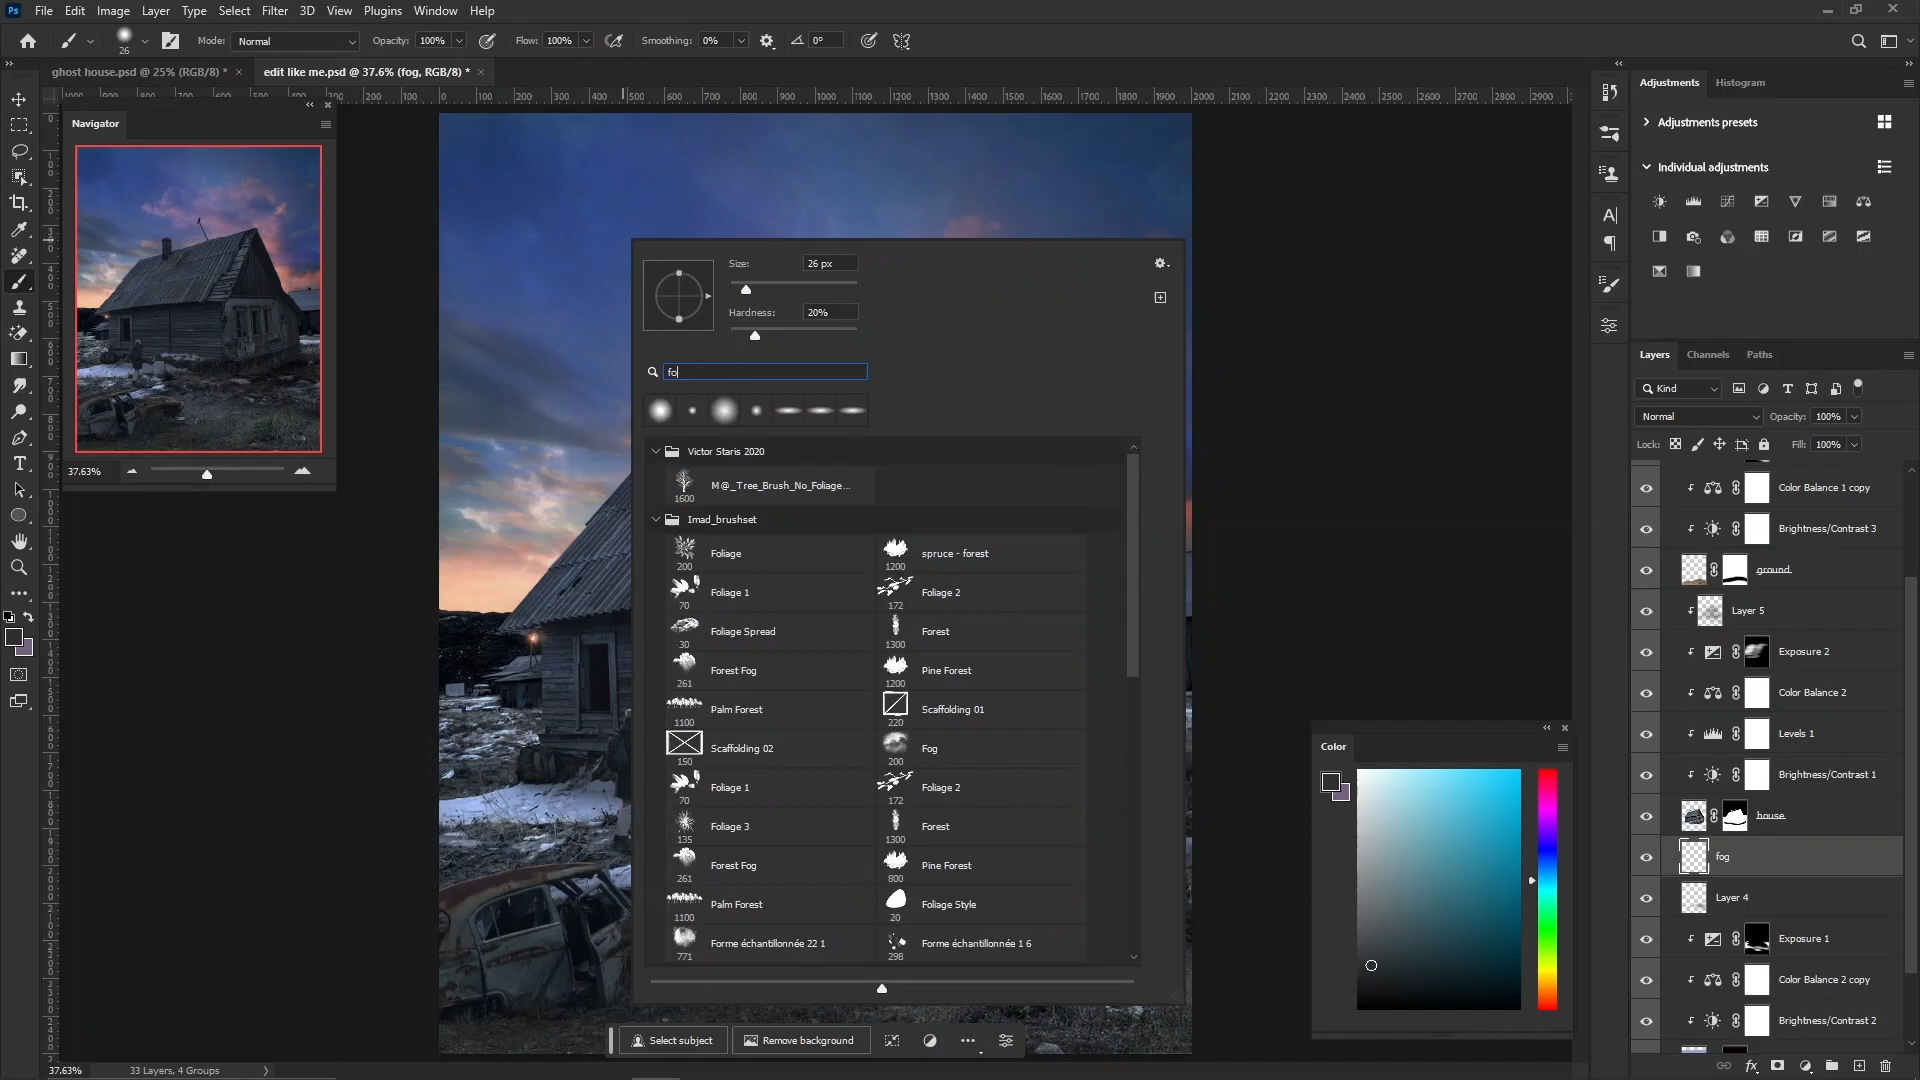 Ps File Edit Image Layer Type Select Filter 3D View Plugins Window Help
26 Mode: Normal Opacity: 100% Flow: 100% Smoothing: 0% 0°
ghost house.psd @ 25% (RGB/8) * × edit like me.psd @ 37.6% (fog, RGB/8) * ×
Navigator
37.63%
Size: 26 px
Hardness: 20%
fo
Victor Staris 2020
M@_Tree_Brush_No_Foliage...
1600
Imad_brushset
Foliage spruce - forest
200 1200
Foliage 1 Foliage 2
70 172
Foliage Spread Forest
30 1300
Forest Fog Pine Forest
261 1200
Palm Forest Scaffolding 01
1100 220
Scaffolding 02 Fog
150 200
Foliage 1 Foliage 2
70 172
Foliage 3 Forest
135 1300
Forest Fog Pine Forest
261 800
Palm Forest Foliage Style
1100 20
Forme échantillonnée 22 1 Forme échantillonnée 1 6
771 298
Select subject Remove background
Color
Adjustments Histogram
Adjustments presets
Individual adjustments
Layers Channels Paths
Kind
Normal Opacity: 100%
Lock: Fill: 100%
Color Balance 1 copy
Brightness/Contrast 3
ground
Layer 5
Exposure 2
Color Balance 2
Levels 1
Brightness/Contrast 1
house
fog
Layer 4
Exposure 1
Color Balance 2 copy
Brightness/Contrast 2
37.63% 33 Layers, 4 Groups